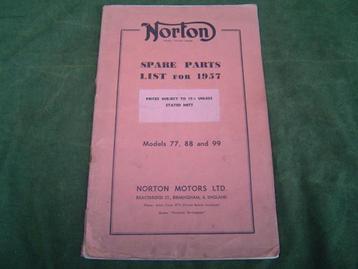 Norton
SPARE PARTS
LIST for 1957
PRICES SUBJECT TO
UNLESS
STATED NETT
Models 77, 88 and 99
NORTON MOTORS LTD.
BRACEBRIDGE ST., BIRMINGHAM, 6, ENGLAND